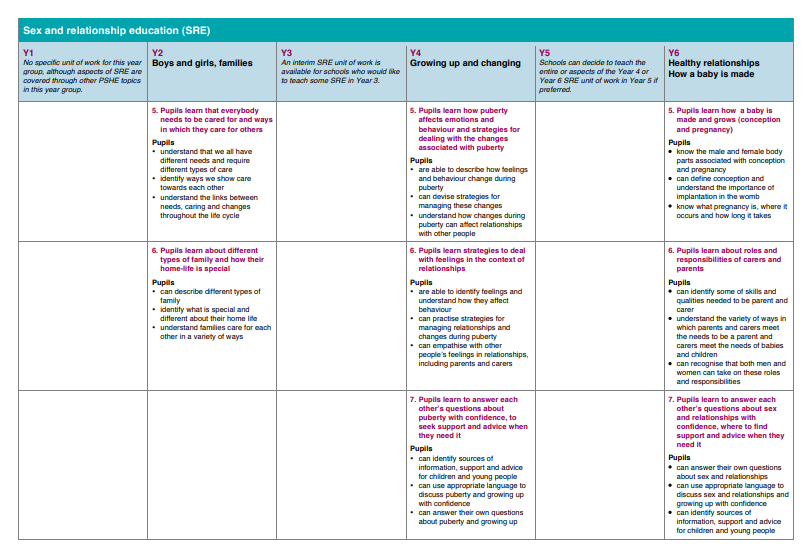 Sex and relationship education (SRE)
Y1
No specific unit of work for this year
group, although aspects of SRE are
covered through other PSHE topics
in this year group.
Y2
Boys and girls, families
Y3
An interim SRE unit of work is
available for schools who would like
to teach some SRE in Year 3.
Y4
Growing up and changing
Y5
Schools can decide to teach the
entire or aspects of the Year 4 or
Year 6 SRE unit of work in Year 5 if
preferred.
Y6
Healthy relationships
How a baby is made
5. Pupils learn that everybody
needs to be cared for and ways
in which they care for others
Pupils
• understand that we all have
different needs and require
different types of care
• identify ways we show care
towards each other
• understand the links between
needs, caring and changes
throughout the life cycle
5. Pupils learn how puberty
affects emotions and
behaviour and strategies for
dealing with the changes
associated with puberty
Pupils
• are able to describe how feelings
and behaviour change during
puberty
• can devise strategies for
managing these changes
• understand how changes during
puberty can affect relationships
with other people
5. Pupils learn how a baby is
made and grows (conception
and pregnancy)
Pupils
• know the male and female body
parts associated with conception
and pregnancy
• can define conception and
understand the importance of
implantation in the womb
• know what pregnancy is, where it
occurs and how long it takes
6. Pupils learn about different
types of family and how their
home-life is special
Pupils
• can describe different types of
family
• identify what is special and
different about their home life
• understand families care for each
other in a variety of ways
6. Pupils learn strategies to deal
with feelings in the context of
relationships
Pupils
• are able to identify feelings and
understand how they affect
behaviour
• can practise strategies for
managing relationships and
changes during puberty
• can empathise with other
people's feelings in relationships,
including parents and carers
6. Pupils learn about roles and
responsibilities of carers and
parents
Pupils
• can identify some of skills and
qualities needed to be parent and
carer
• understand the variety of ways in
which parents and carers meet
the needs to be a parent and
carers meet the needs of babies
and children
• can recognise that both men and
women can take on these roles
and responsibilities
7. Pupils learn to answer each
other's questions about
puberty with confidence, to
seek support and advice when
they need it
Pupils
• can identify sources of
information, support and advice
for children and young people
• can use appropriate language to
discuss puberty and growing up
with confidence
• can answer their own questions
about puberty and growing up
7. Pupils learn to answer each
other's questions about sex
and relationships with
confidence, where to find
support and advice when they
need it
Pupils
• can answer their own questions
about sex and relationships
• can use appropriate language to
discuss sex and relationships and
growing up with confidence
• can identify sources of
information, support and advice
for children and young people